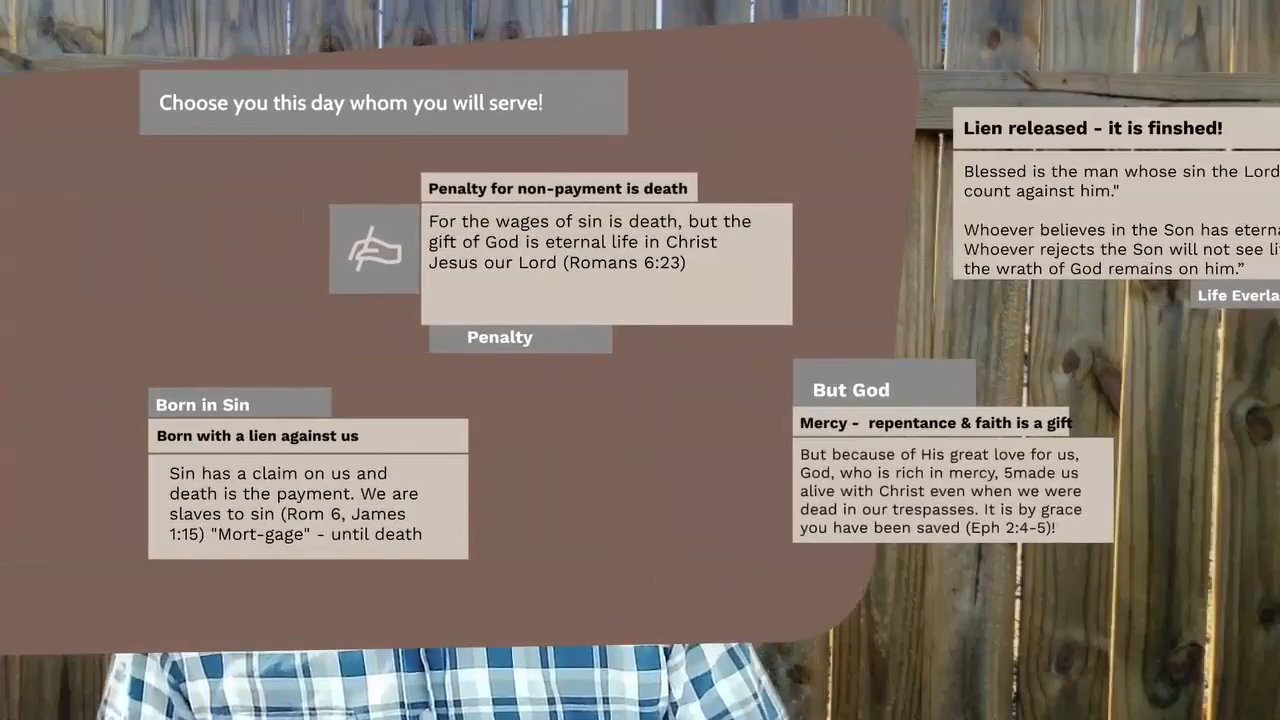 Choose you this day whom you will serve!
Penalty for non-payment is death
For the wages of sin is death, but the
gift of God is eternal life in Christ
Jesus our Lord (Romans 6:23)
Penalty
Born in Sin
Born with a lien against us
Sin has a claim on us and
death is the payment. We are
slaves to sin (Rom 6, James
1:15) "Mort-gage" - until death
But God
Mercy -  repentance & faith is a gift
But because of His great love for us,
God, who is rich in mercy, 5made us
alive with Christ even when we were
dead in our trespasses. It is by grace
you have been saved (Eph 2:4-5)!
Lien released - it is finshed!
Blessed is the man whose sin the Lord
count against him."
Whoever believes in the Son has
Whoever rejects the Son will not see
the wrath of God remains on him.”
Life